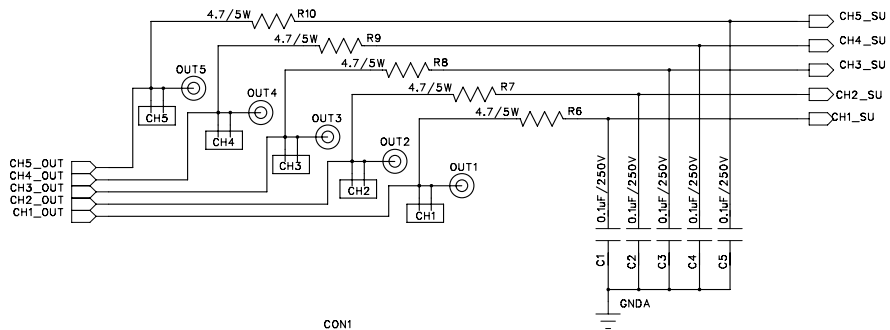 4.7/5W R10 CH5_SU
4.7/5W R9 CH4_SU
OUT5 4.7/5W R8 CH3_SU
OUT4 4.7/5W R7 CH2_SU
CH5 OUT3 4.7/5W R6 CH1_SU
CH4 OUT2
CH3 OUT1
CH2
CH1
CH5_OUT
CH4_OUT
CH3_OUT
CH2_OUT
CH1_OUT
0.1uF/250V 0.1uF/250V 0.1uF/250V 0.1uF/250V 0.1uF/250V
C1 C2 C3 C4 C5
GNDA
CON1